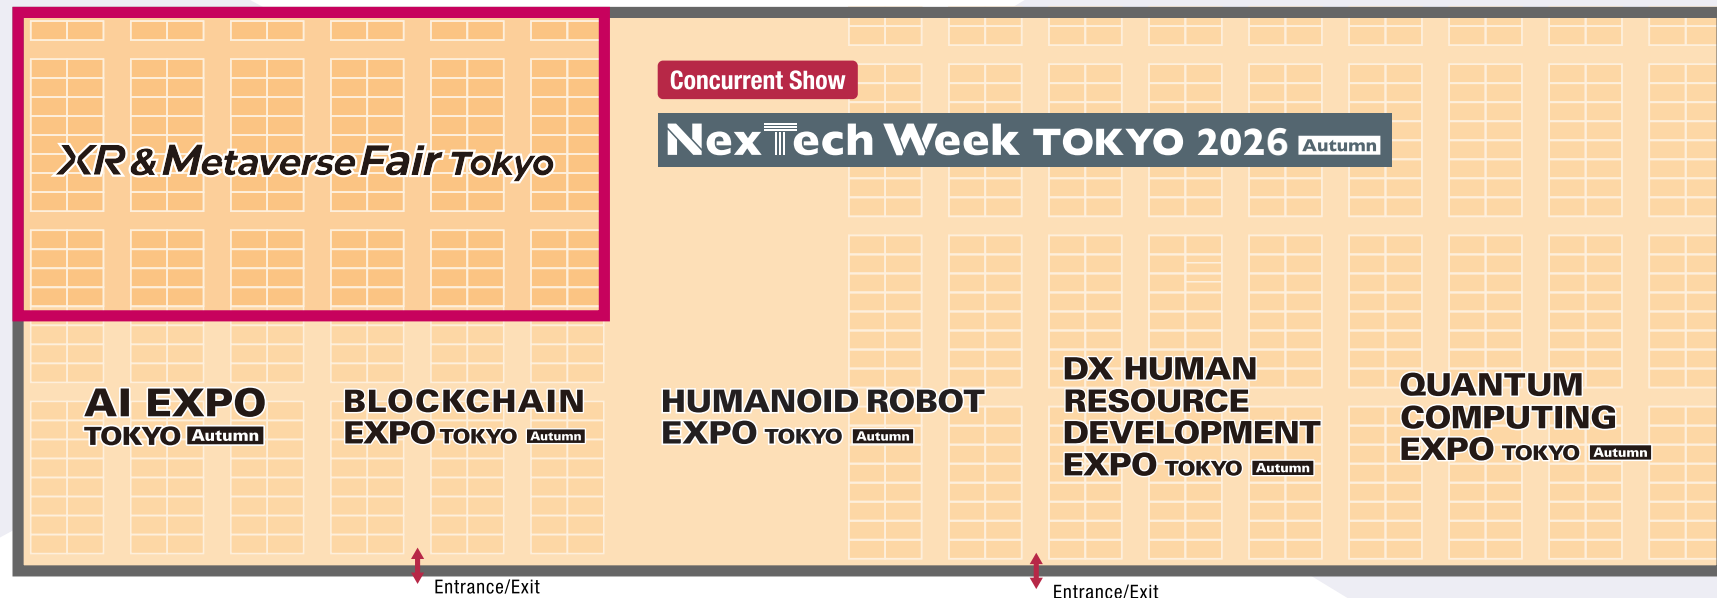 Concurrent Show
NexTech Week TOKYO 2026 Autumn
XR & Metaverse Fair Tokyo
AI EXPO
TOKYO Autumn
BLOCKCHAIN
EXPO TOKYO Autumn
HUMANOID ROBOT
EXPO TOKYO Autumn
DX HUMAN
RESOURCE
DEVELOPMENT
EXPO TOKYO Autumn
QUANTUM
COMPUTING
EXPO TOKYO Autumn
Entrance/Exit
Entrance/Exit